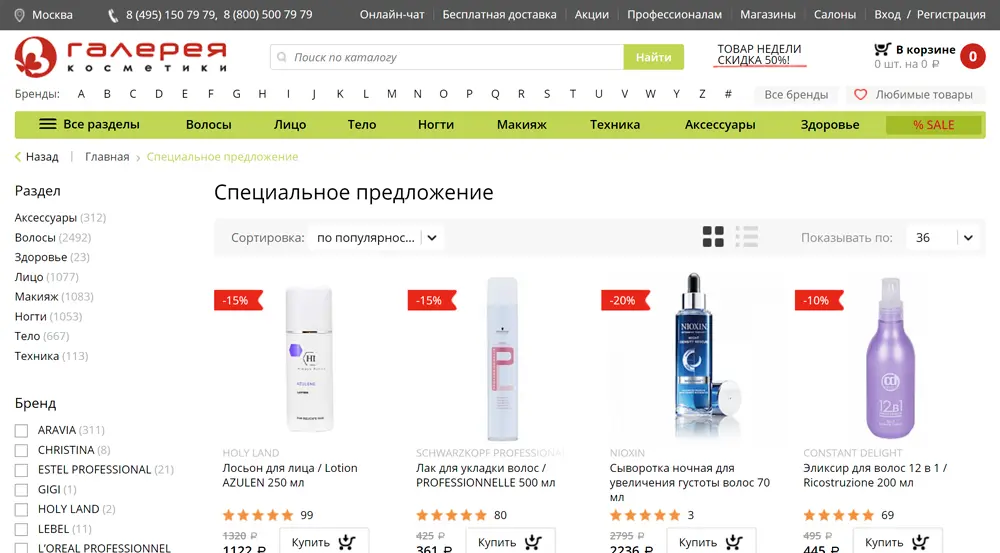 Москва
8 (495) 150 79 79, 8 (800) 500 79 79
Онлайн-чат
Бесплатная доставка
Акции
Профессионалам
Магазины
Салоны
Вход / Регистрация
галерея
косметики
Поиск по каталогу
Найти
ТОВАР НЕДЕЛИ
СКИДКА 50%!
В корзине
0 шт. на 0 ₽
0
Бренды: A B C D E F G H I J K L M N O P Q R S T U V W Y Z #
Все бренды
Любимые товары
Все разделы
Волосы
Лицо
Тело
Ногти
Макияж
Техника
Аксессуары
Здоровье
% SALE
Назад
Главная
Специальное предложение
Раздел
Аксессуары (312)
Волосы (2492)
Здоровье (23)
Лицо (1077)
Макияж (1083)
Ногти (1053)
Тело (667)
Техника (113)
Бренд
ARAVIA (311)
CHRISTINA (8)
ESTEL PROFESSIONAL (21)
GIGI (1)
HOLY LAND (2)
LEBEL (11)
L'OREAL PROFESSIONNEL
Специальное предложение
Сортировка:
по популярнос...
Показывать по:
36
-15%
HL
AZULENE
LOTION
HOLY LAND
Лосьон для лица / Lotion
AZULEN 250 мл
99
1320 ₽
1122 ₽
Купить
-15%
P
SCHWARZKOPF PROFESSIONA
Лак для укладки волос /
PROFESSIONNELLE 500 мл
80
425 ₽
361 ₽
Купить
-20%
NIOXIN
NIOXIN
Сыворотка ночная для
увеличения густоты волос 70
мл
3
2795 ₽
2236 ₽
Купить
-10%
12 в 1
CONSTANT DELIGHT
Эликсир для волос 12 в 1 /
Ricostruzione 200 мл
69
495 ₽
445 ₽
Купить